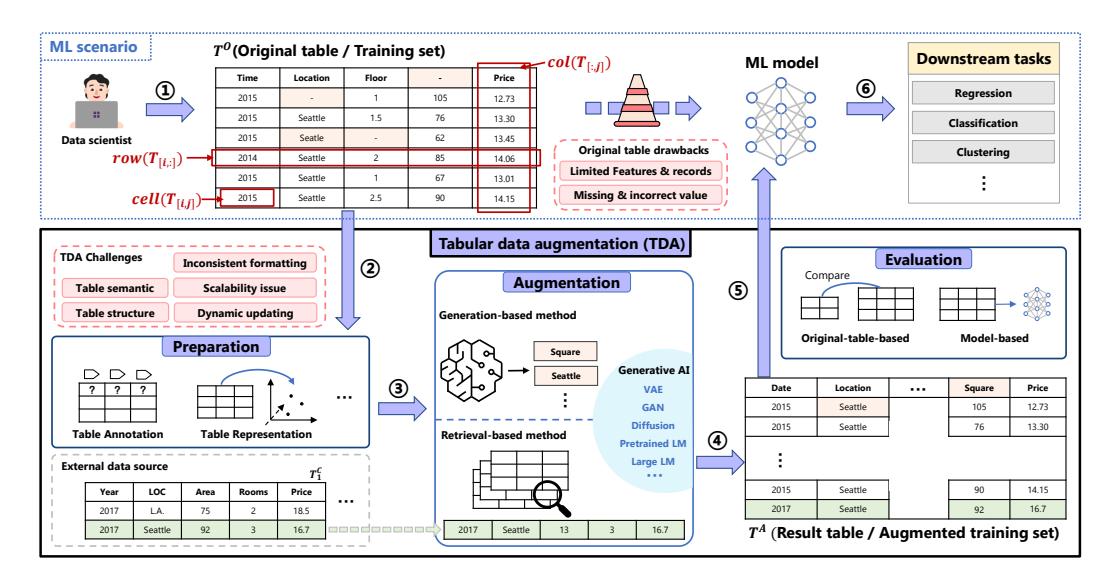 ML scenario
T^O (Original table / Training set)
col(T[:,j])
ML model
Downstream tasks
①
⑥
Data scientist
Time Location Floor - Price
2015 - 1 105 12.73
2015 Seattle 1.5 76 13.30
2015 Seatle - 62 13.45
2014 Seattle 2 85 14.06
2015 Seattle 1 67 13.01
2015 Seattle 2.5 90 14.15
row(T[i,:])
cell(T[i,j])
Original table drawbacks
Limited Features & records
Missing & incorrect value
Regression
Classification
Clustering
⋮
Tabular data augmentation (TDA)
TDA Challenges
Inconsistent formatting
Table semantic
Scalability issue
Table structure
Dynamic updating
②
Preparation
? ? ?
Table Annotation
Table Representation
...
③
External data source
T_1^C
Year LOC Area Rooms Price
2017 L.A. 75 2 18.5
2017 Seattle 92 3 16.7
...
Augmentation
Generation-based method
Square
Seattle
⋮
Generative AI
VAE
GAN
Diffusion
Pretrained LM
Large LM
...
Retrieval-based method
2017 Seattle 13 3 16.7
④
⑤
Evaluation
Compare
Original-table-based
Model-based
Date Location ... Square Price
2015 Seattle 105 12.73
2015 Seattle 76 13.30
⋮ ⋮
2015 Seattle 90 14.15
2017 Seattle 92 16.7
T^A (Result table / Augmented training set)